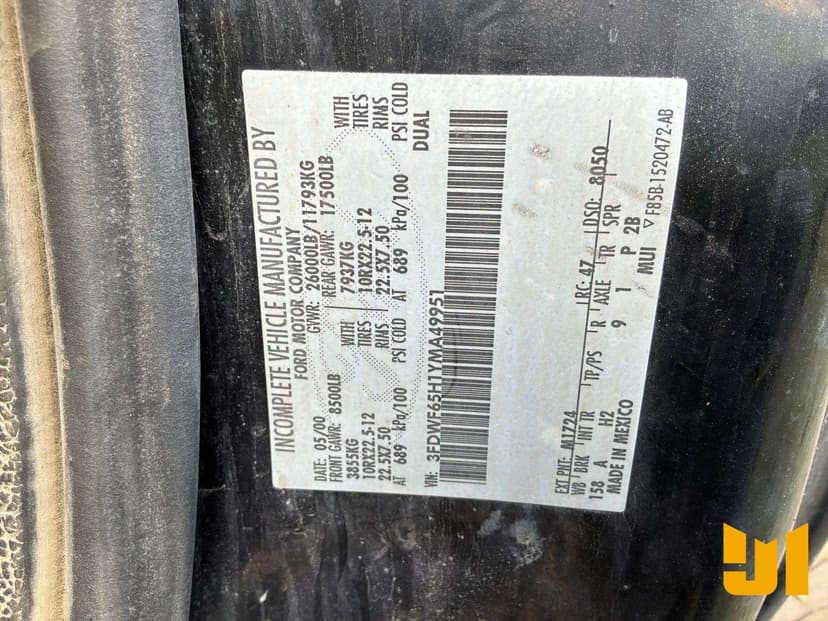 INCOMPLETE VEHICLE MANUFACTURED BY
FORD MOTOR COMPANY
DATE: 05/00 GVWR: 26000LB/11793KG
FRONT GAWR: 8500LB REAR GAWR: 17500LB
3855KG WITH 7937KG WITH
10RX22.5-12 TIRES 10RX22.5-12 TIRES
22.5X7.50 RIMS 22.5X7.50 RIMS
AT 689 kPa/100 PSI COLD AT 689 kPa/100 PSI COLD
DUAL
VIN: 3FDWF65H1YMA49951
EXT PNT: M1724 RC: 47 DSO: 8050
WB BRK INT TR TP/PS R AXLE TR SPR
158 A H2 9 1 P 2B
MADE IN MEXICO MUI
▽F85B-1520472-AB